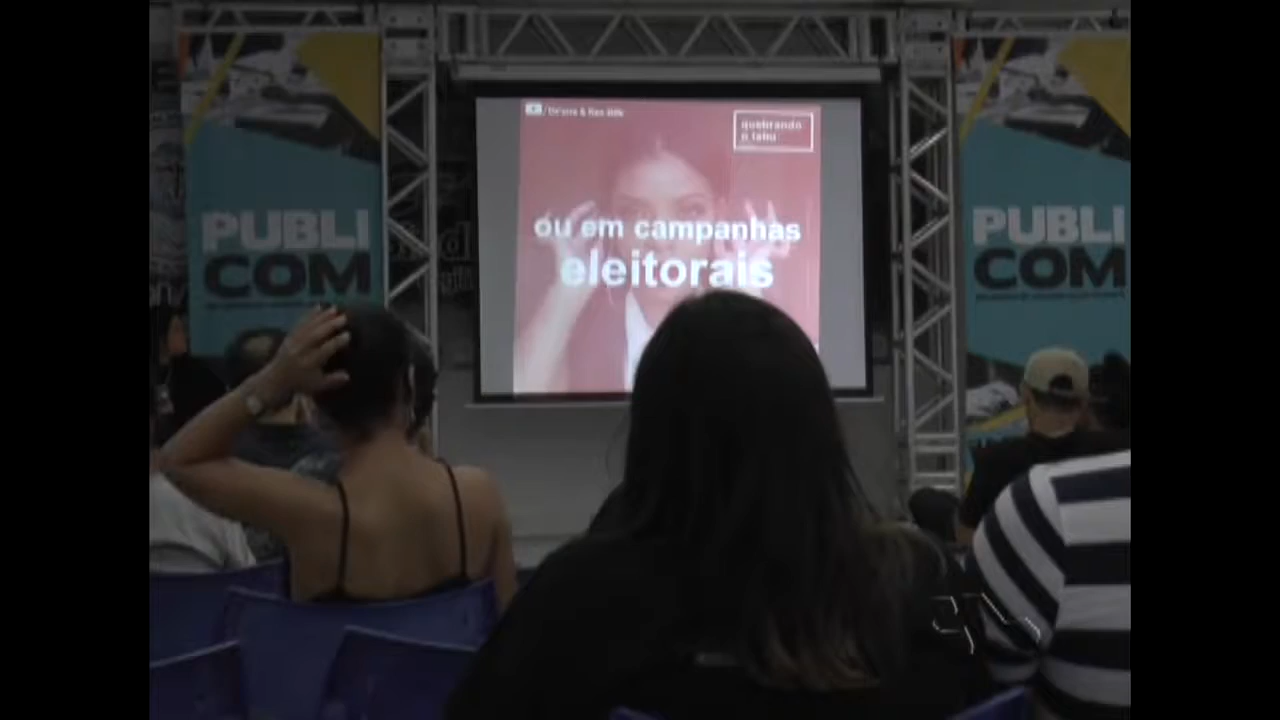 quebrando
o tabu
ou em campanhas
eleitorais
PUBLI
COM
PUBLI
COM